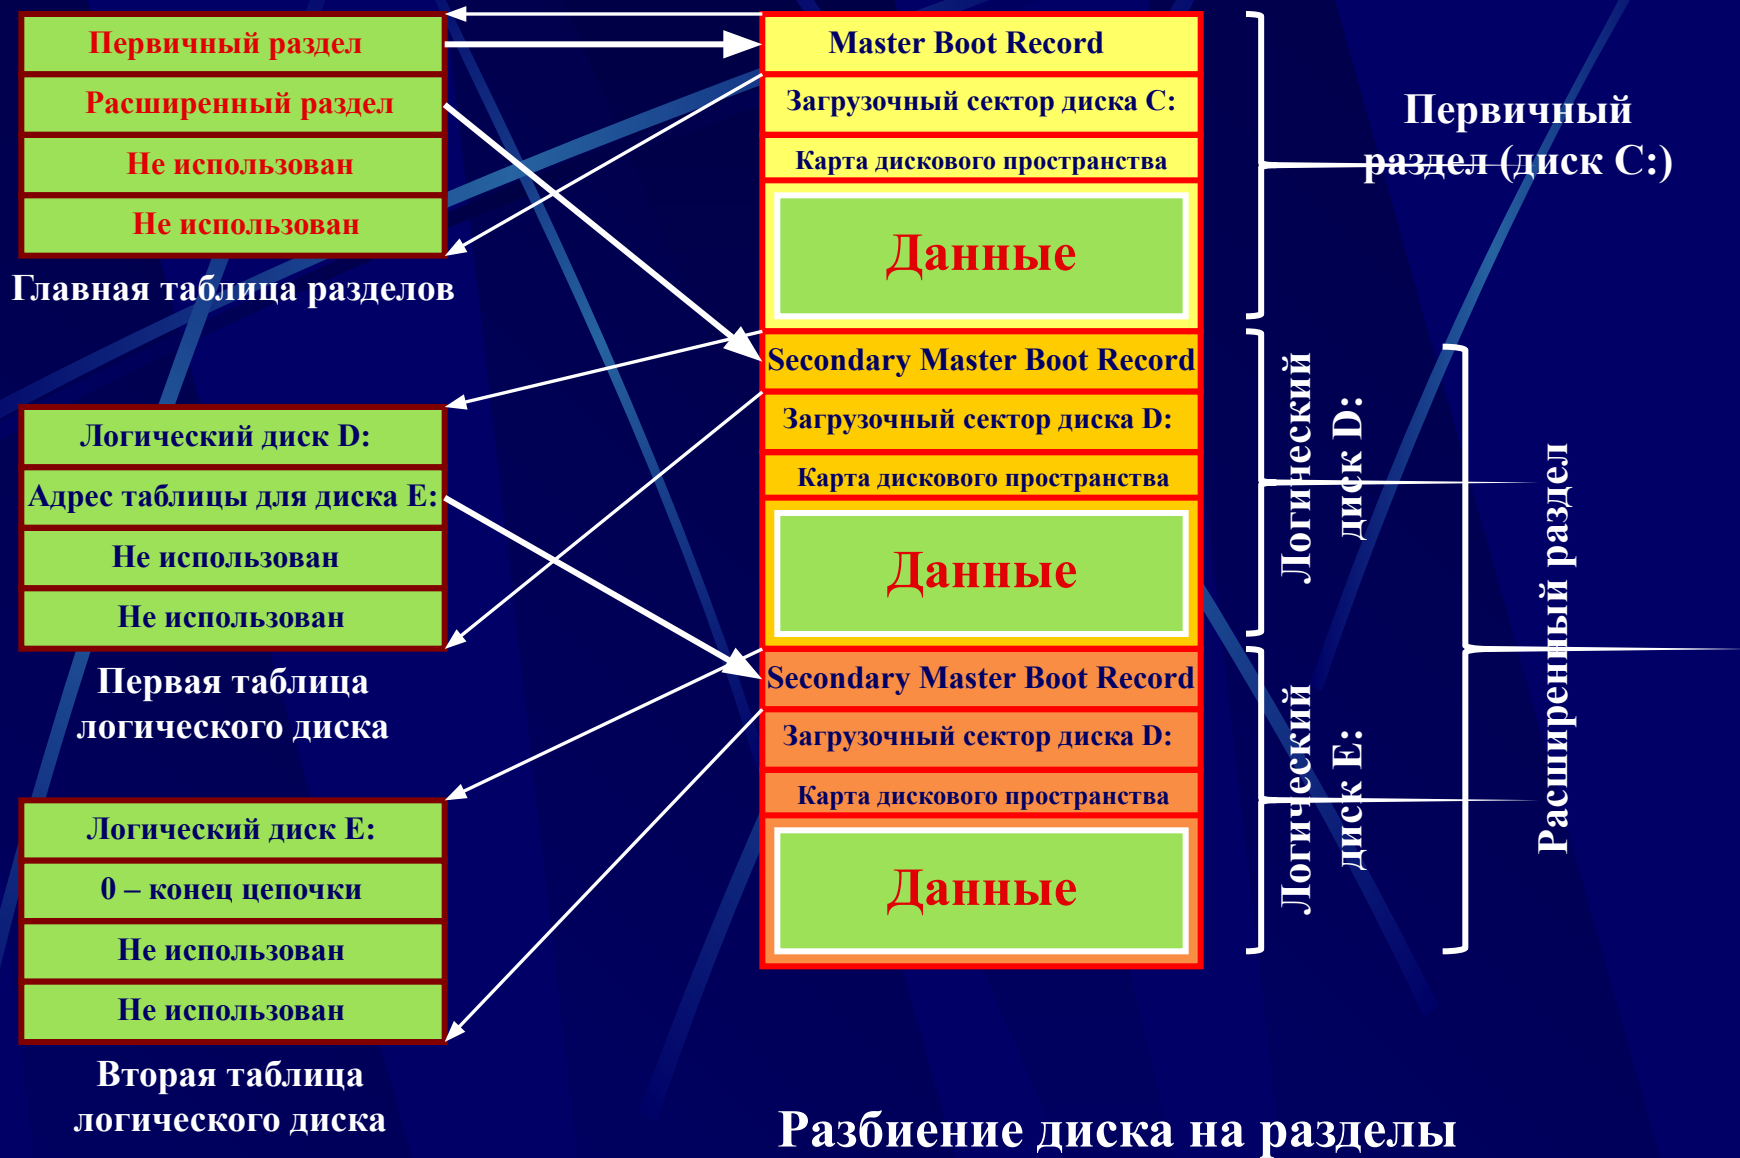 Первичный раздел
Расширенный раздел
Не использован
Не использован
Главная таблица разделов
Логический диск D:
Адрес таблицы для диска E:
Не использован
Не использован
Первая таблица
логического диска
Логический диск E:
0 – конец цепочки
Не использован
Не использован
Вторая таблица
логического диска
Master Boot Record
Загрузочный сектор диска C:
Карта дискового пространства
Данные
Secondary Master Boot Record
Загрузочный сектор диска D:
Карта дискового пространства
Данные
Secondary Master Boot Record
Загрузочный сектор диска D:
Карта дискового пространства
Данные
Первичный
раздел (диск C:)
Логический
диск D:
Логический
диск E:
Расширенный раздел
Разбиение диска на разделы